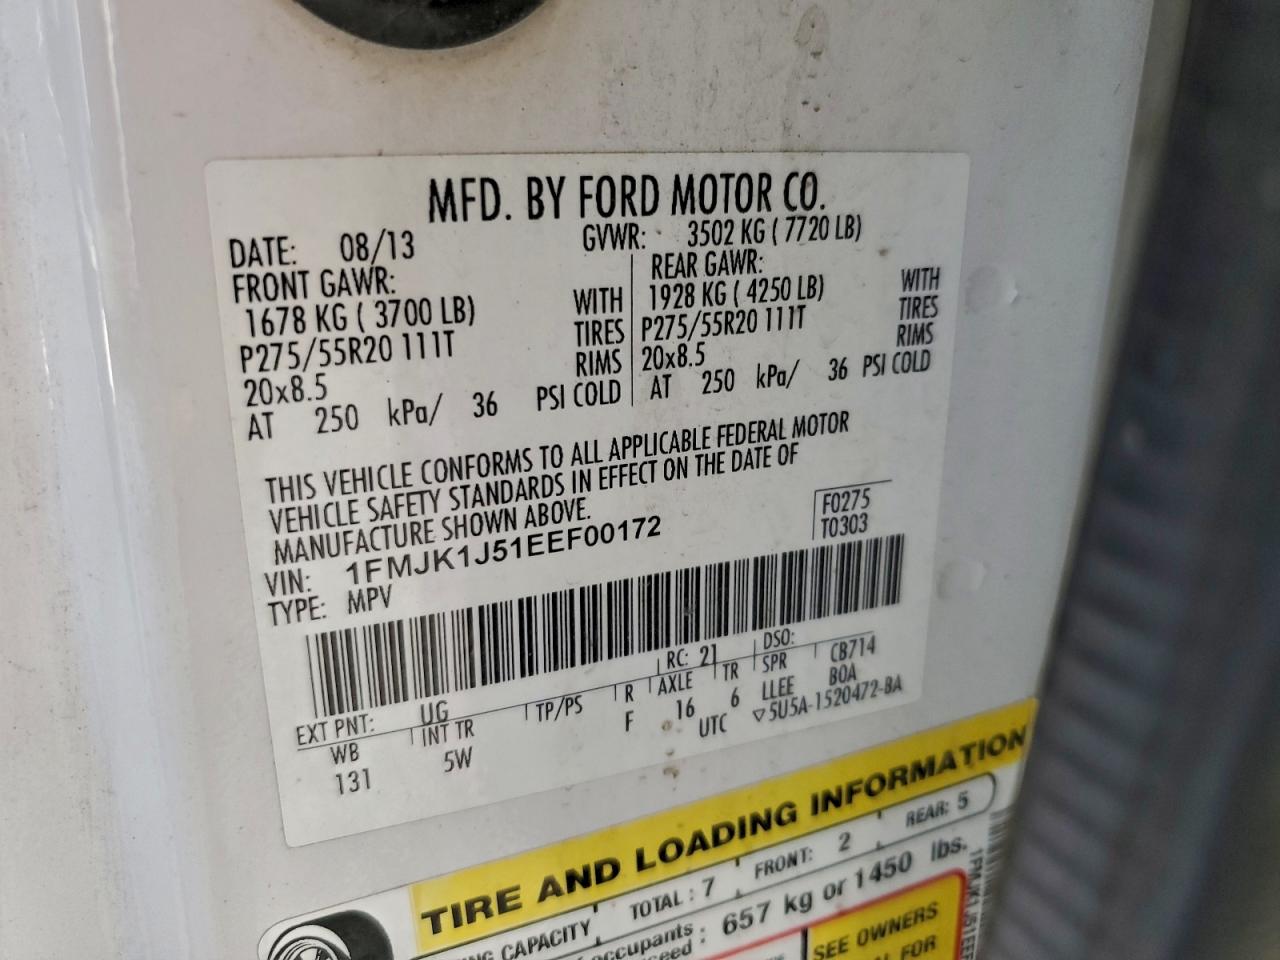 MFD. BY FORD MOTOR CO.
DATE: 08/13 GVWR: 3502 KG ( 7720 LB)
FRONT GAWR: REAR GAWR:
1678 KG ( 3700 LB) WITH 1928 KG ( 4250 LB) WITH
P275/55R20 111T TIRES P275/55R20 111T TIRES
20x8.5 RIMS 20x8.5 RIMS
AT 250 kPa/ 36 PSI COLD AT 250 kPa/ 36 PSI COLD
THIS VEHICLE CONFORMS TO ALL APPLICABLE FEDERAL MOTOR
VEHICLE SAFETY STANDARDS IN EFFECT ON THE DATE OF
MANUFACTURE SHOWN ABOVE.
F0275
T0303
VIN: 1FMJK1J51EEF00172
TYPE: MPV
EXT PNT: UG RC: 21 DSO: CB714
WB INT TR TP/PS R AXLE TR SPR BOA
131 5W F 16 6 LLEE
UTC ▽5U5A-1520472-BA
TIRE AND LOADING INFORMATION
CAPACITY TOTAL : 7 FRONT: 2 REAR: 5
657 kg or 1450 lbs.
SEE OWNERS
FOR